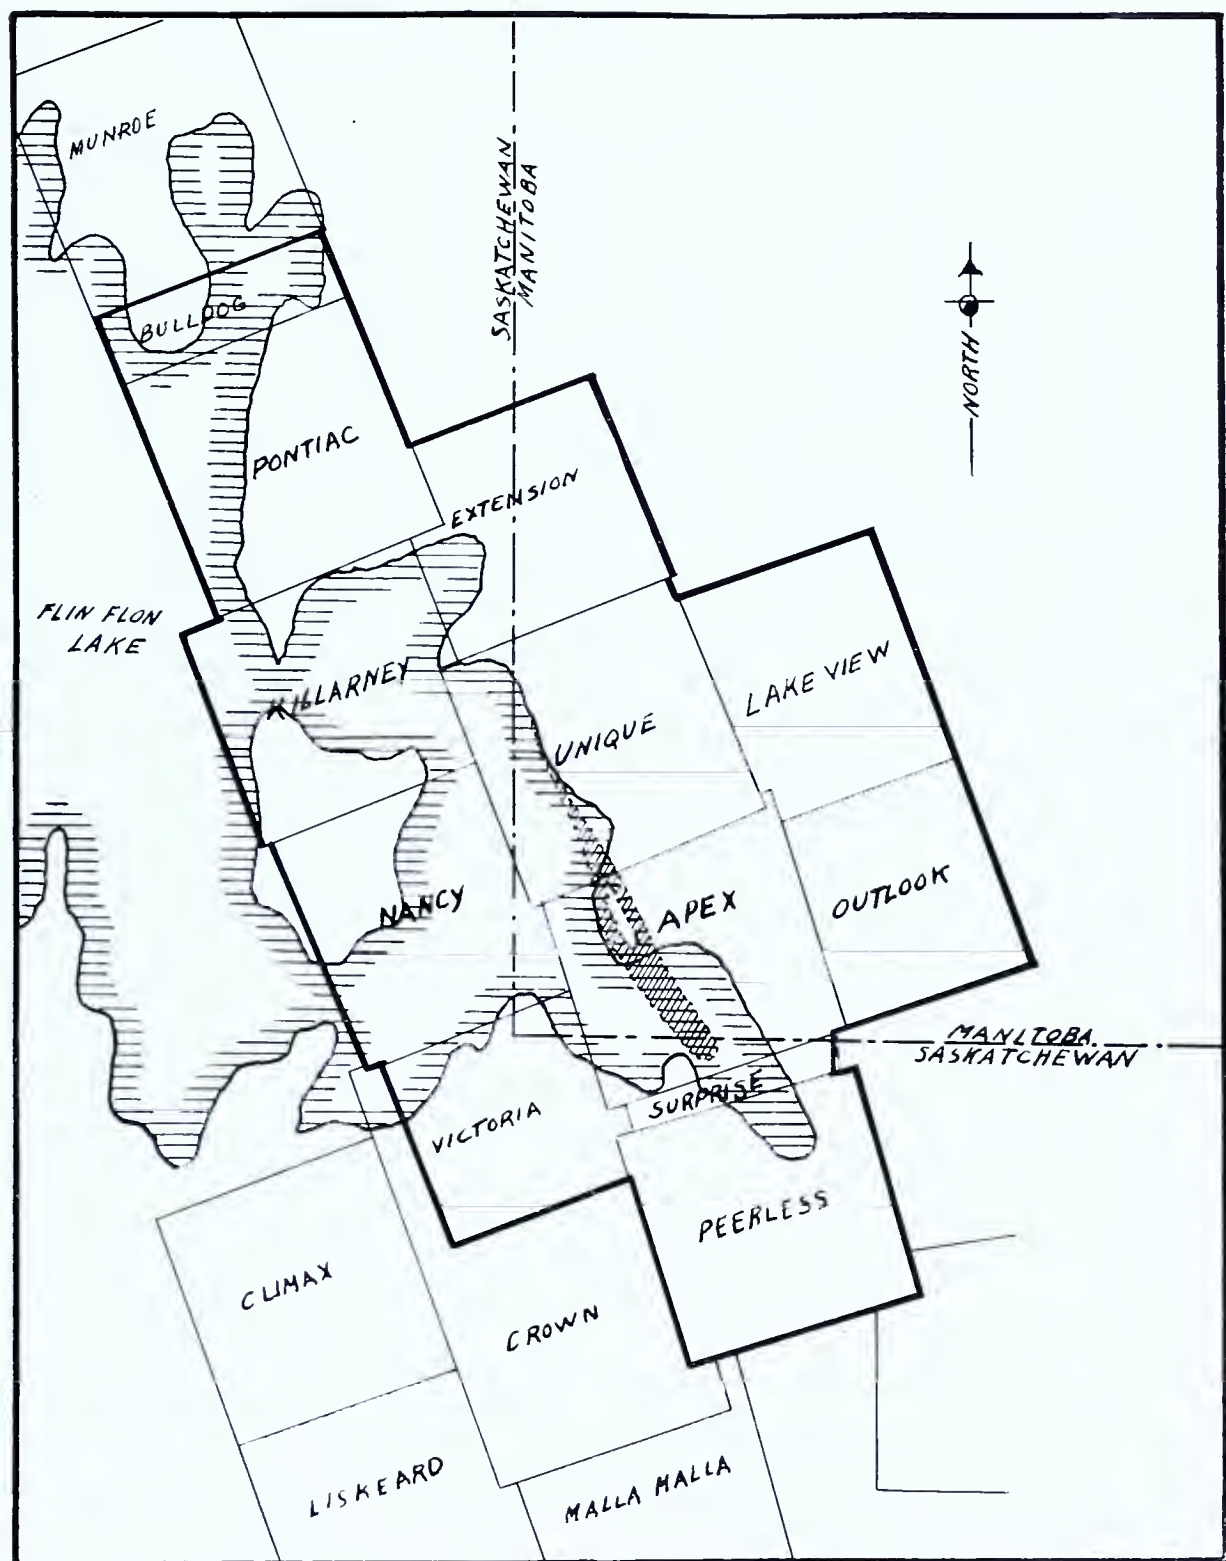 MUNROE
SASKATCHEWAN
MANITOBA
BULLDOG
NORTH
PONTIAC
EXTENSION
FLIN FLON
LAKE
KILLARNEY
LAKE VIEW
UNIQUE
NANCY
APEX
OUTLOOK
MANITOBA.
SASKATCHEWAN
SURPRISE
VICTORIA
PEERLESS
CLIMAX
CROWN
LISKEARD
MALLA MALLA